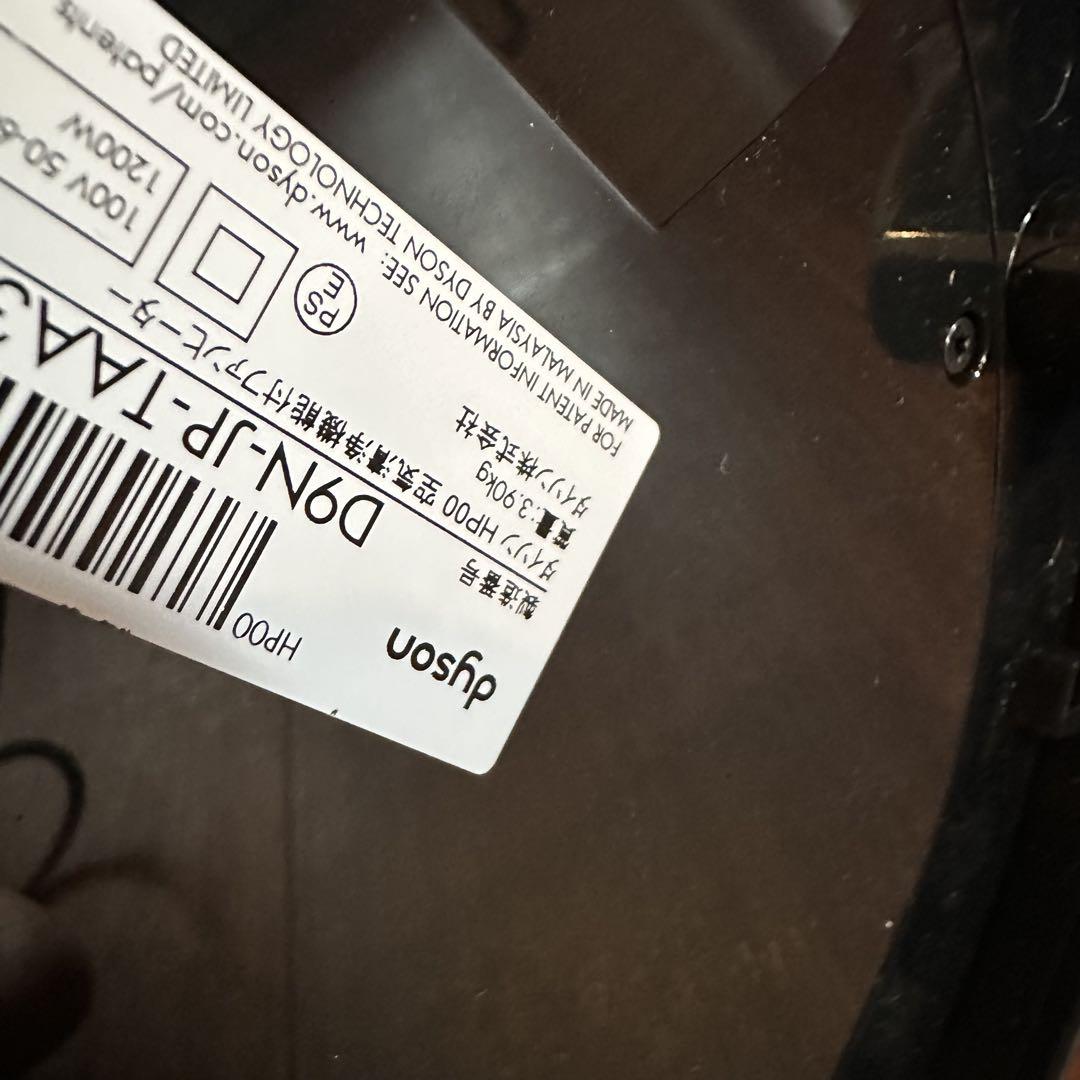 dyson
HP00
製造番号
D9N-JP-TAA3
ダイソン HP00 空気清浄機能付ファンヒーター
質量:3.90kg
ダイソン株式会社
PS
E
100V 50-6
1200W
FOR PATENT INFORMATION SEE: www.dyson.com/patents
MADE IN MALAYSIA BY DYSON TECHNOLOGY LIMITED